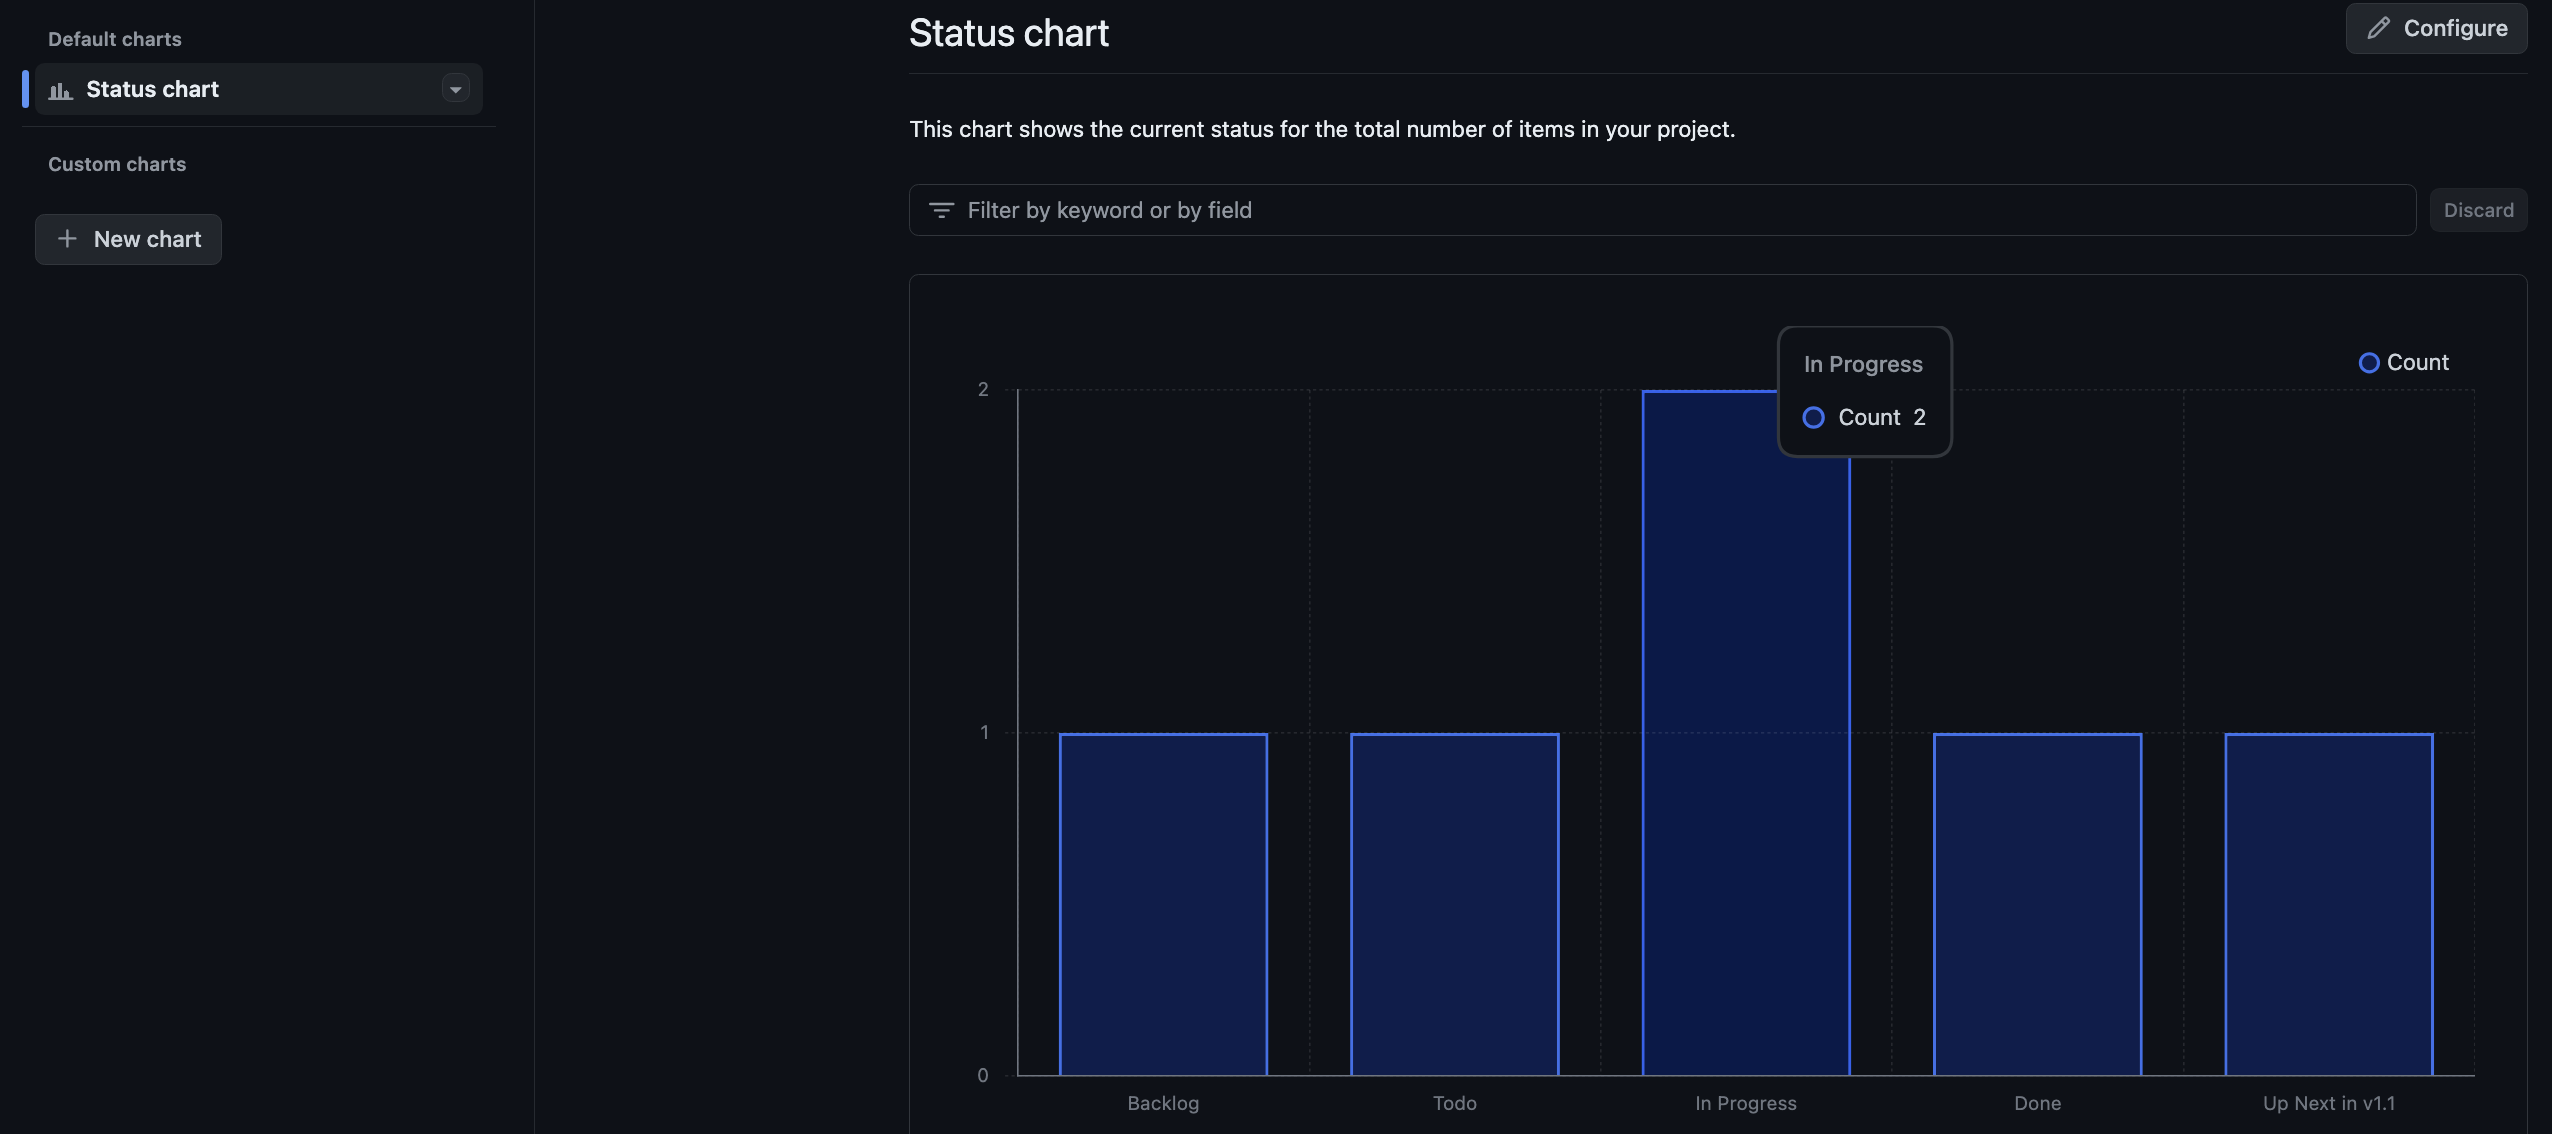 Default charts
Status chart
Custom charts
New chart
Status chart
Configure
This chart shows the current status for the total number of items in your project.
Filter by keyword or by field
Discard
In Progress
Count 2
Count
2
1
0
Backlog
Todo
In Progress
Done
Up Next in v1.1